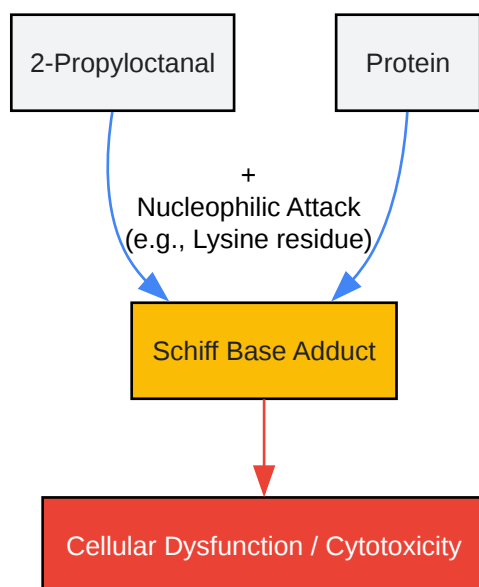 2-Propyloctanal
Protein
+
Nucleophilic Attack
(e.g., Lysine residue)
Schiff Base Adduct
Cellular Dysfunction / Cytotoxicity